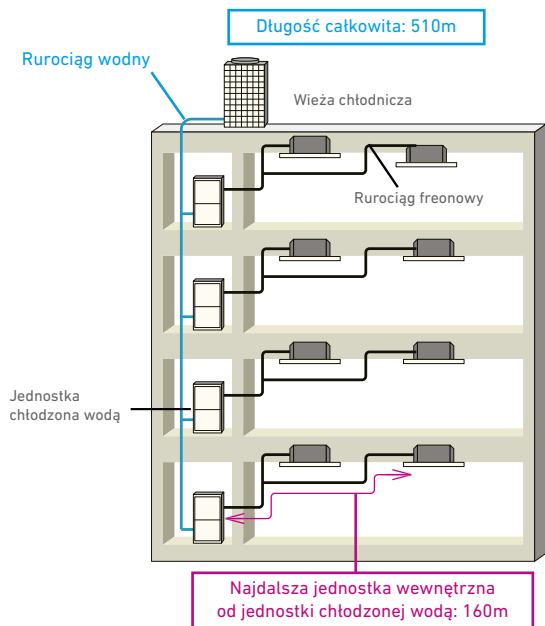 Długość całkowita: 510m
Rurociąg wodny
Wieża chłodnicza
Rurociąg freonowy
Jednostka
chłodzona wodą
Najdalsza jednostka wewnętrzna
od jednostki chłodzonej wodą: 160m